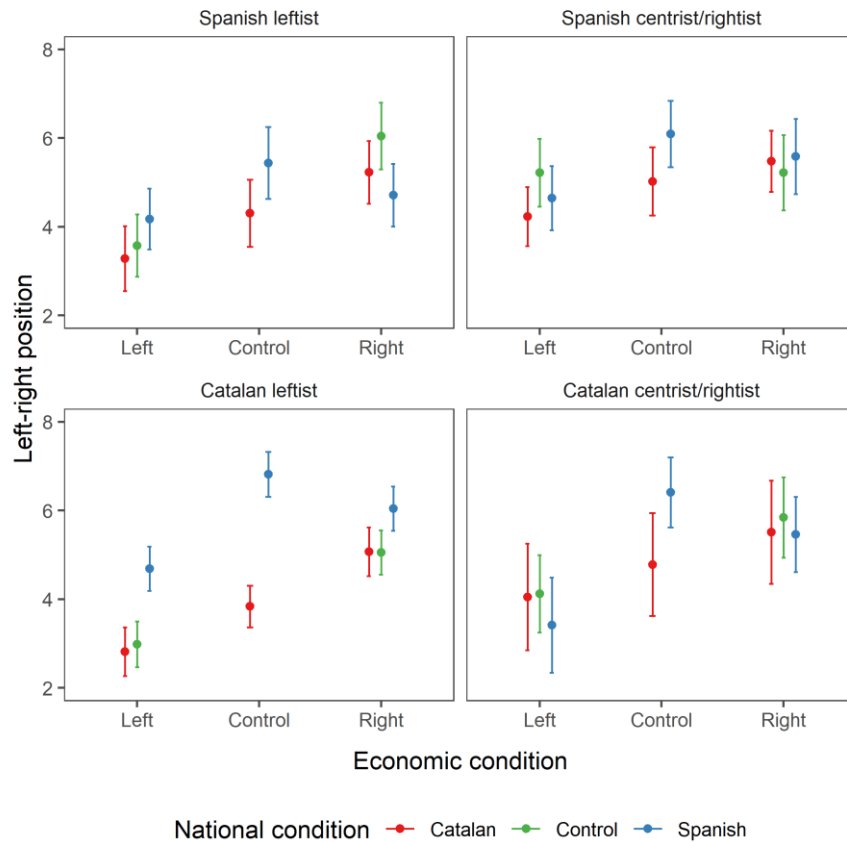 Spanish leftist
Spanish centrist/rightist
8
6
4
2
Left Control Right
Left Control Right
Left-right position
Catalan leftist
Catalan centrist/rightist
8
6
4
2
Left Control Right
Left Control Right
Economic condition
National condition Catalan Control Spanish